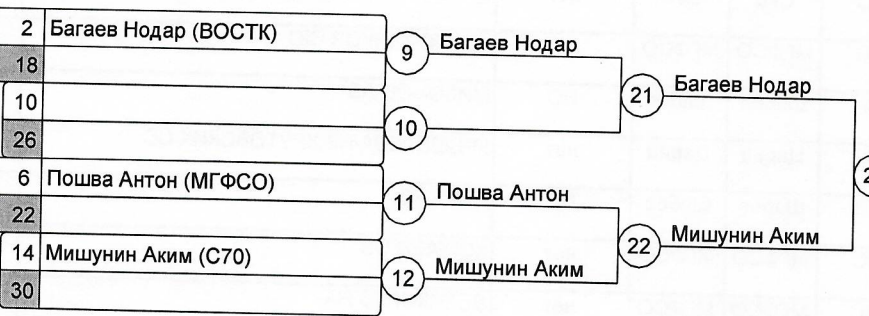 2 Багаев Нодар (ВОСТК)
18
9 Багаев Нодар
10
26
10
21 Багаев Нодар
6 Пошва Антон (МГФСО)
22
11 Пошва Антон
14 Мишунин Аким (С70)
30
12 Мишунин Аким
22 Мишунин Аким